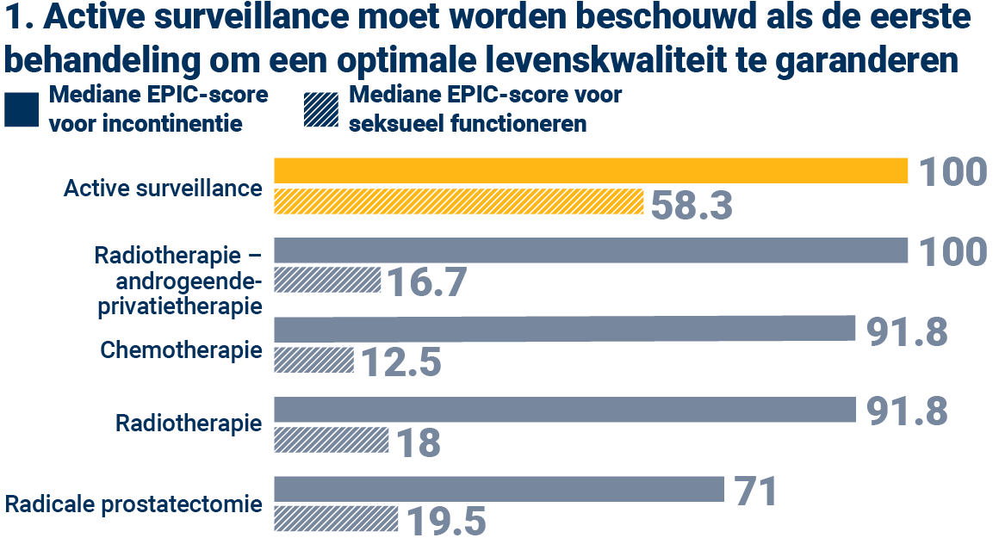 1. Active surveillance moet worden beschouwd als de eerste
behandeling om een optimale levenskwaliteit te garanderen
Mediane EPIC-score
voor incontinentie
Mediane EPIC-score voor
seksueel functioneren
Active surveillance
100
58.3
Radiotherapie –
androgeende-
privatietherapie
100
16.7
Chemotherapie
91.8
12.5
Radiotherapie
91.8
18
Radicale prostatectomie
71
19.5